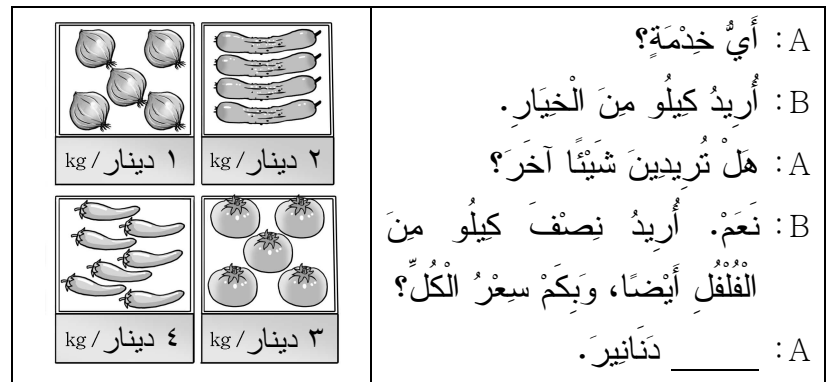 A : أَيُّ خِدْمَةٍ؟
B : أُرِيدُ كِيلُو مِنَ الْخِيَارِ.
A : هَلْ تُرِيدِينَ شَيْئًا آخَرَ؟
B : نَعَمْ. أُرِيدُ نِصْفَ كِيلُو مِنَ
الْفُلْفُلِ أَيْضًا، وَبِكَمْ سِعْرُ الْكُلِّ؟
A : ______ دَنَانِيرَ.
٢ دينار/kg
١ دينار/kg
٣ دينار/kg
٤ دينار/kg